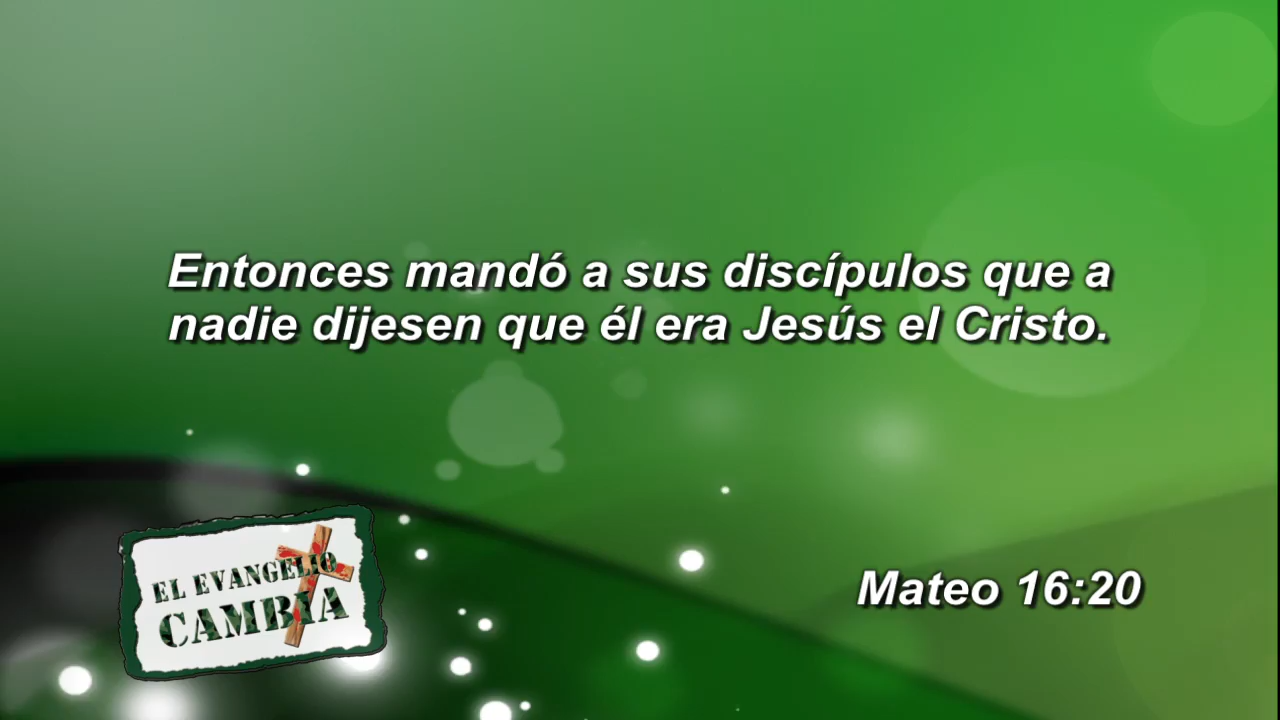 Entonces mandó a sus discípulos que a
nadie dijesen que él era Jesús el Cristo.
Mateo 16:20
EL EVANGELIO
CAMBIA